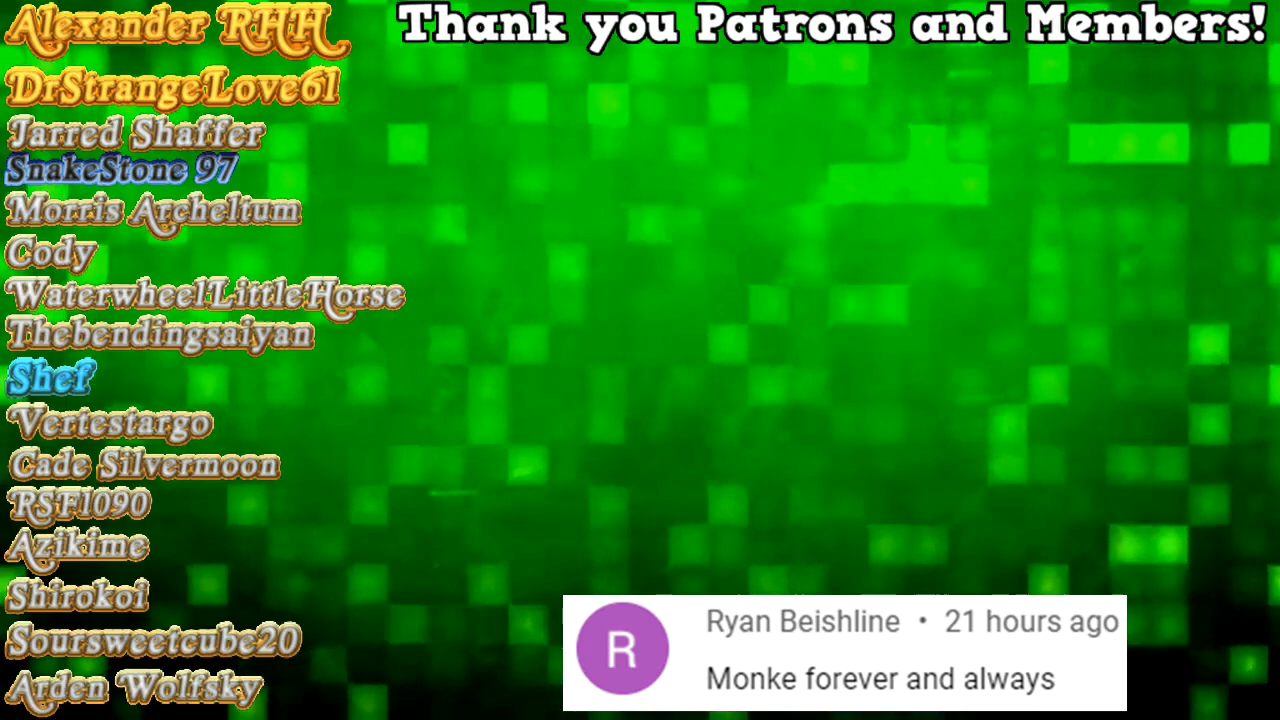 Thank you Patrons and Members!
Alexander RHH
DrStrangeLove61
Jarred Shaffer
SnakeStone 97
Morris Archeltum
Cody
WaterwheelLittleHorse
Thebendingsaiyan
Shef
Vertestargo
Cade Silvermoon
RSF1090
Azikime
Shirokoi
Soursweetcube20
Arden Wolfsky
R
Ryan Beishline • 21 hours ago
Monke forever and always